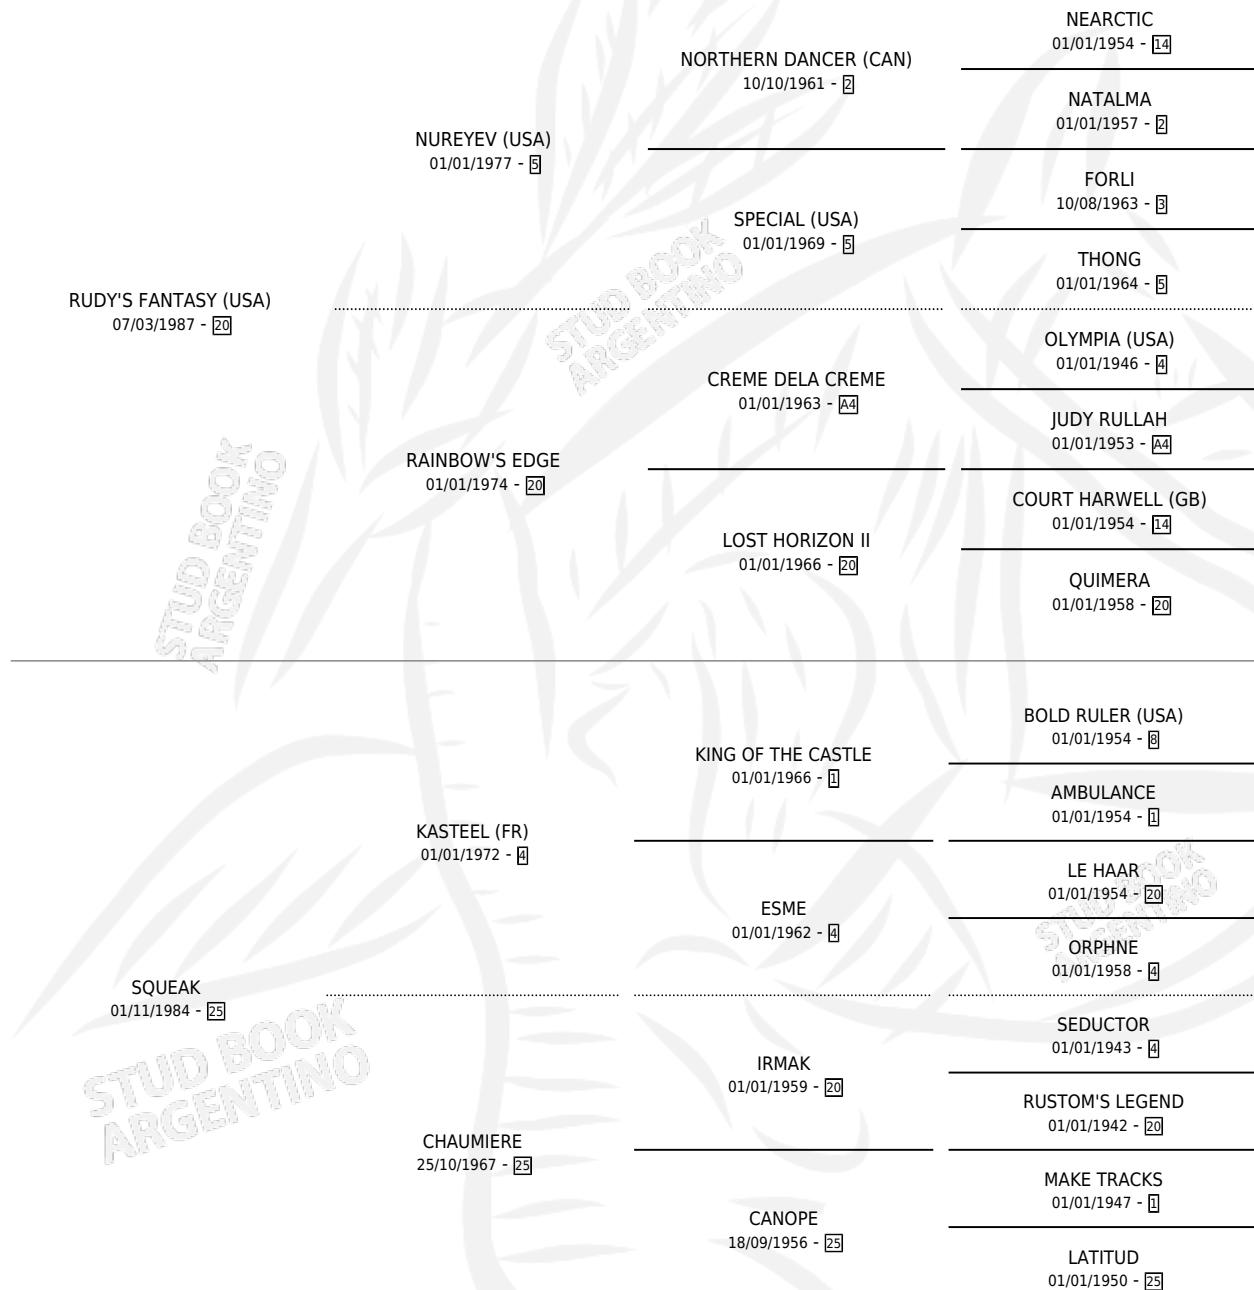 NEARCTIC
01/01/1954 - 14
NORTHERN DANCER (CAN)
10/10/1961 - 2
NATALMA
01/01/1957 - 2
NUREYEV (USA)
01/01/1977 - 5
FORLI
10/08/1963 - 3
SPECIAL (USA)
01/01/1969 - 5
THONG
01/01/1964 - 5
RUDY'S FANTASY (USA)
07/03/1987 - 20
OLYMPIA (USA)
01/01/1946 - 4
CREME DELA CREME
01/01/1963 - A4
JUDY RULLAH
01/01/1953 - A4
RAINBOW'S EDGE
01/01/1974 - 20
COURT HARWELL (GB)
01/01/1954 - 14
LOST HORIZON II
01/01/1966 - 20
QUIMERA
01/01/1958 - 20
BOLD RULER (USA)
01/01/1954 - 8
KING OF THE CASTLE
01/01/1966 - 1
AMBULANCE
01/01/1954 - 1
KASTEEL (FR)
01/01/1972 - 4
LE HAAR
01/01/1954 - 20
ESME
01/01/1962 - 4
ORPHNE
01/01/1958 - 4
SQUEAK
01/11/1984 - 25
SEDUCTOR
01/01/1943 - 4
IRMAK
01/01/1959 - 20
RUSTOM'S LEGEND
01/01/1942 - 20
CHAUMIERE
25/10/1967 - 25
MAKE TRACKS
01/01/1947 - 1
CANOPE
18/09/1956 - 25
LATITUD
01/01/1950 - 25
STUD BOOK
ARGENTINO
STUD BOOK
ARGENTINO
STUD BOOK
ARGENTINO
STUD BOOK
ARGENTINO